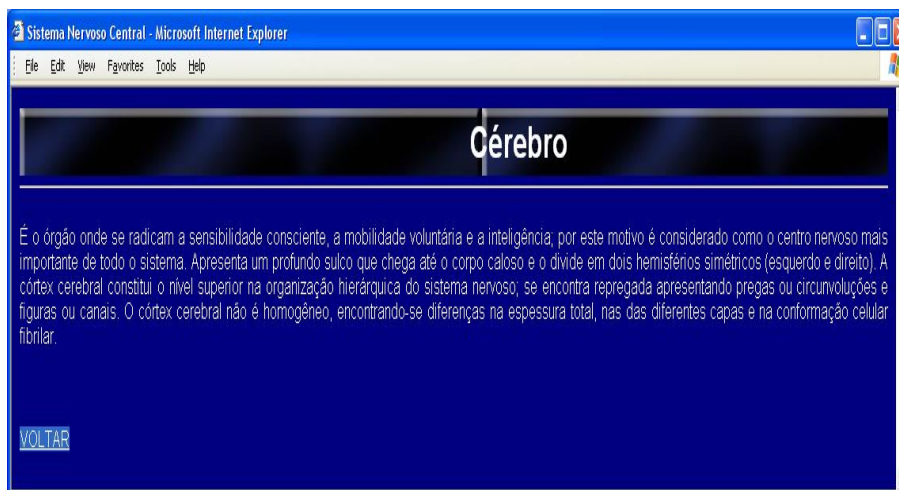 Sistema Nervoso Central - Microsoft Internet Explorer
File Edit View Favorites Tools Help
Cérebro
É o órgão onde se radicam a sensibilidade consciente, a mobilidade voluntária e a inteligência; por este motivo é considerado como o centro nervoso mais
importante de todo o sistema. Apresenta um profundo sulco que chega até o corpo caloso e o divide em dois hemisférios simétricos (esquerdo e direito). A
córtex cerebral constitui o nível superior na organização hierárquica do sistema nervoso; se encontra repregada apresentando pregas ou circunvoluções e
figuras ou canais. O córtex cerebral não é homogêneo, encontrando-se diferenças na espessura total, nas das diferentes capas e na conformação celular
fibrilar.
VOLTAR